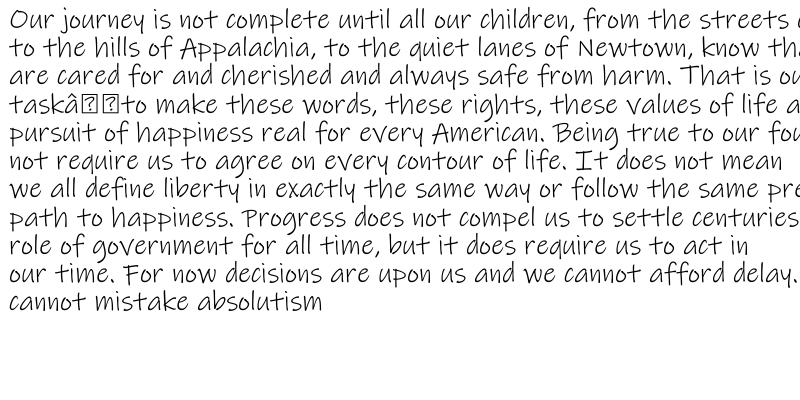 Our journey is not complete until all our children, from the streets
to the hills of Appalachia, to the quiet lanes of Newtown, know
are cared for and cherished and always safe from harm. That is
taskâto make these words, these rights, these values of life
pursuit of happiness real for every American. Being true to our
not require us to agree on every contour of life. It does not mean
we all define liberty in exactly the same way or follow the same
path to happiness. Progress does not compel us to settle centuries
role of government for all time, but it does require us to act in
our time. For now decisions are upon us and we cannot afford delay.
cannot mistake absolutism